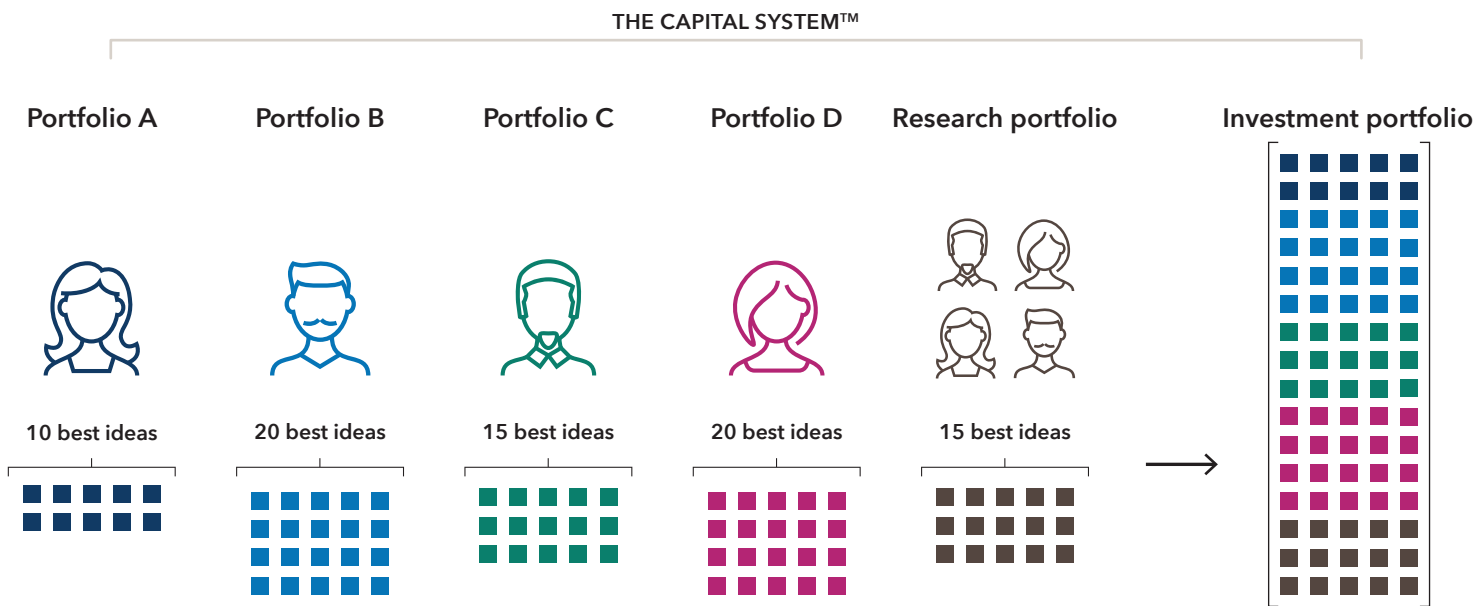 THE CAPITAL SYSTEM™
Portfolio A
Portfolio B
Portfolio C
Portfolio D
Research portfolio
Investment portfolio
10 best ideas
20 best ideas
15 best ideas
20 best ideas
15 best ideas